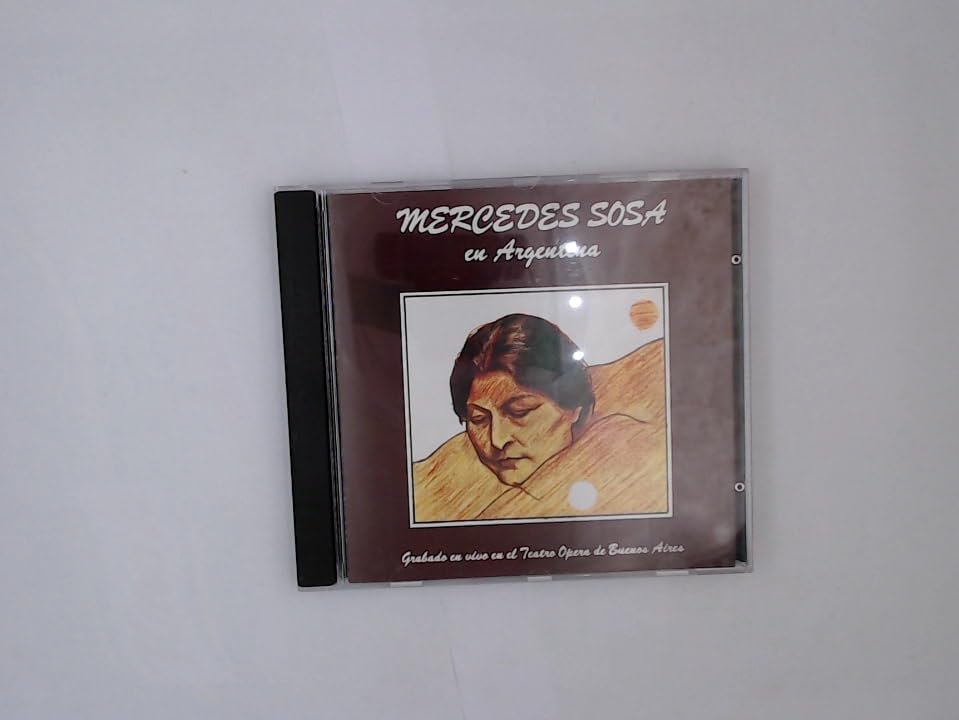 MERCEDES SOSA
en Argentina
Grabado en vivo en el Teatro Opera de Buenos Aires